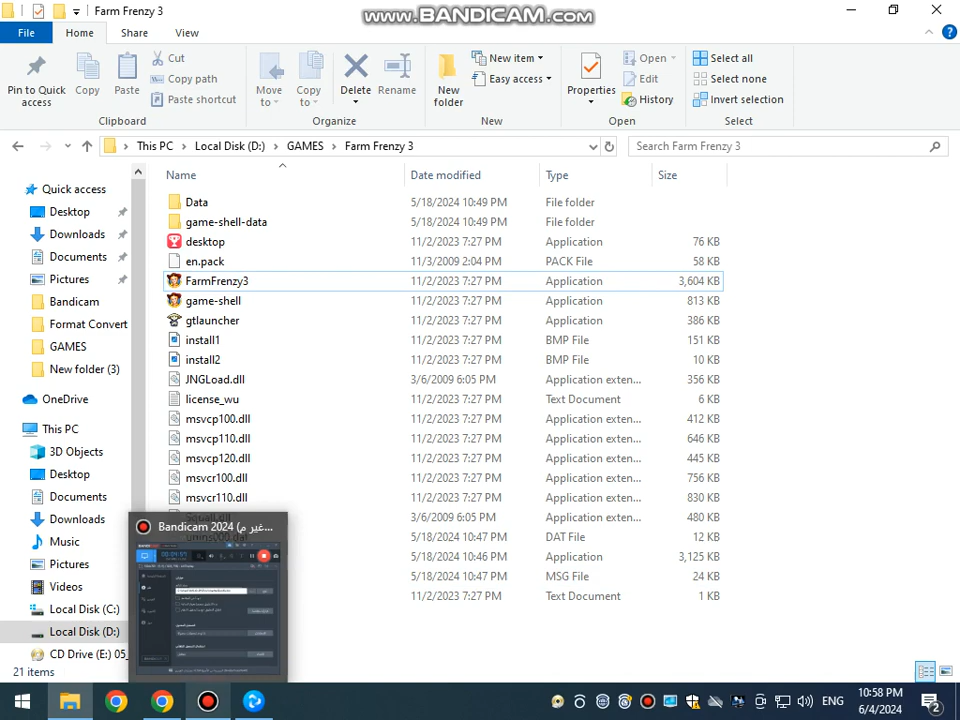 Farm Frenzy 3
www.BANDICAM.com
File
Home
Share
View
Pin to Quick access
Copy
Paste
Cut
Copy path
Paste shortcut
Move to
Copy to
Delete
Rename
New folder
New item
Easy access
Properties
Open
Edit
History
Select all
Select none
Invert selection
Clipboard
Organize
New
Open
Select
This PC
Local Disk (D:)
GAMES
Farm Frenzy 3
Search Farm Frenzy 3
Name
Date modified
Type
Size
Quick access
Desktop
Downloads
Documents
Pictures
Bandicam
Format Convert
GAMES
New folder (3)
OneDrive
This PC
3D Objects
Desktop
Documents
Downloads
Music
Pictures
Videos
Local Disk (C:)
Local Disk (D:)
CD Drive (E:) 05_
Data 5/18/2024 10:49 PM File folder
game-shell-data 5/18/2024 10:49 PM File folder
desktop 11/2/2023 7:27 PM Application 76 KB
en.pack 11/3/2009 2:04 PM PACK File 58 KB
FarmFrenzy3 11/2/2023 7:27 PM Application 3,604 KB
game-shell 11/2/2023 7:27 PM Application 813 KB
gtlauncher 11/2/2023 7:27 PM Application 386 KB
install1 11/2/2023 7:27 PM BMP File 151 KB
install2 11/2/2023 7:27 PM BMP File 10 KB
JNGLoad.dll 3/6/2009 6:05 PM Application exten... 356 KB
license_wu 11/2/2023 7:27 PM Text Document 6 KB
msvcp100.dll 11/2/2023 7:27 PM Application exten... 412 KB
msvcp110.dll 11/2/2023 7:27 PM Application exten... 646 KB
msvcp120.dll 11/2/2023 7:27 PM Application exten... 445 KB
msvcr100.dll 11/2/2023 7:27 PM Application exten... 756 KB
msvcr110.dll 11/2/2023 7:27 PM Application exten... 830 KB
3/6/2009 6:05 PM Application exten... 480 KB
unins000.dat 5/18/2024 10:47 PM DAT File 12 KB
5/18/2024 10:46 PM Application 3,125 KB
5/18/2024 10:47 PM MSG File 24 KB
11/2/2023 7:27 PM Text Document 1 KB
Bandicam 2024 (غير م...
21 items
ENG
10:58 PM
6/4/2024
2